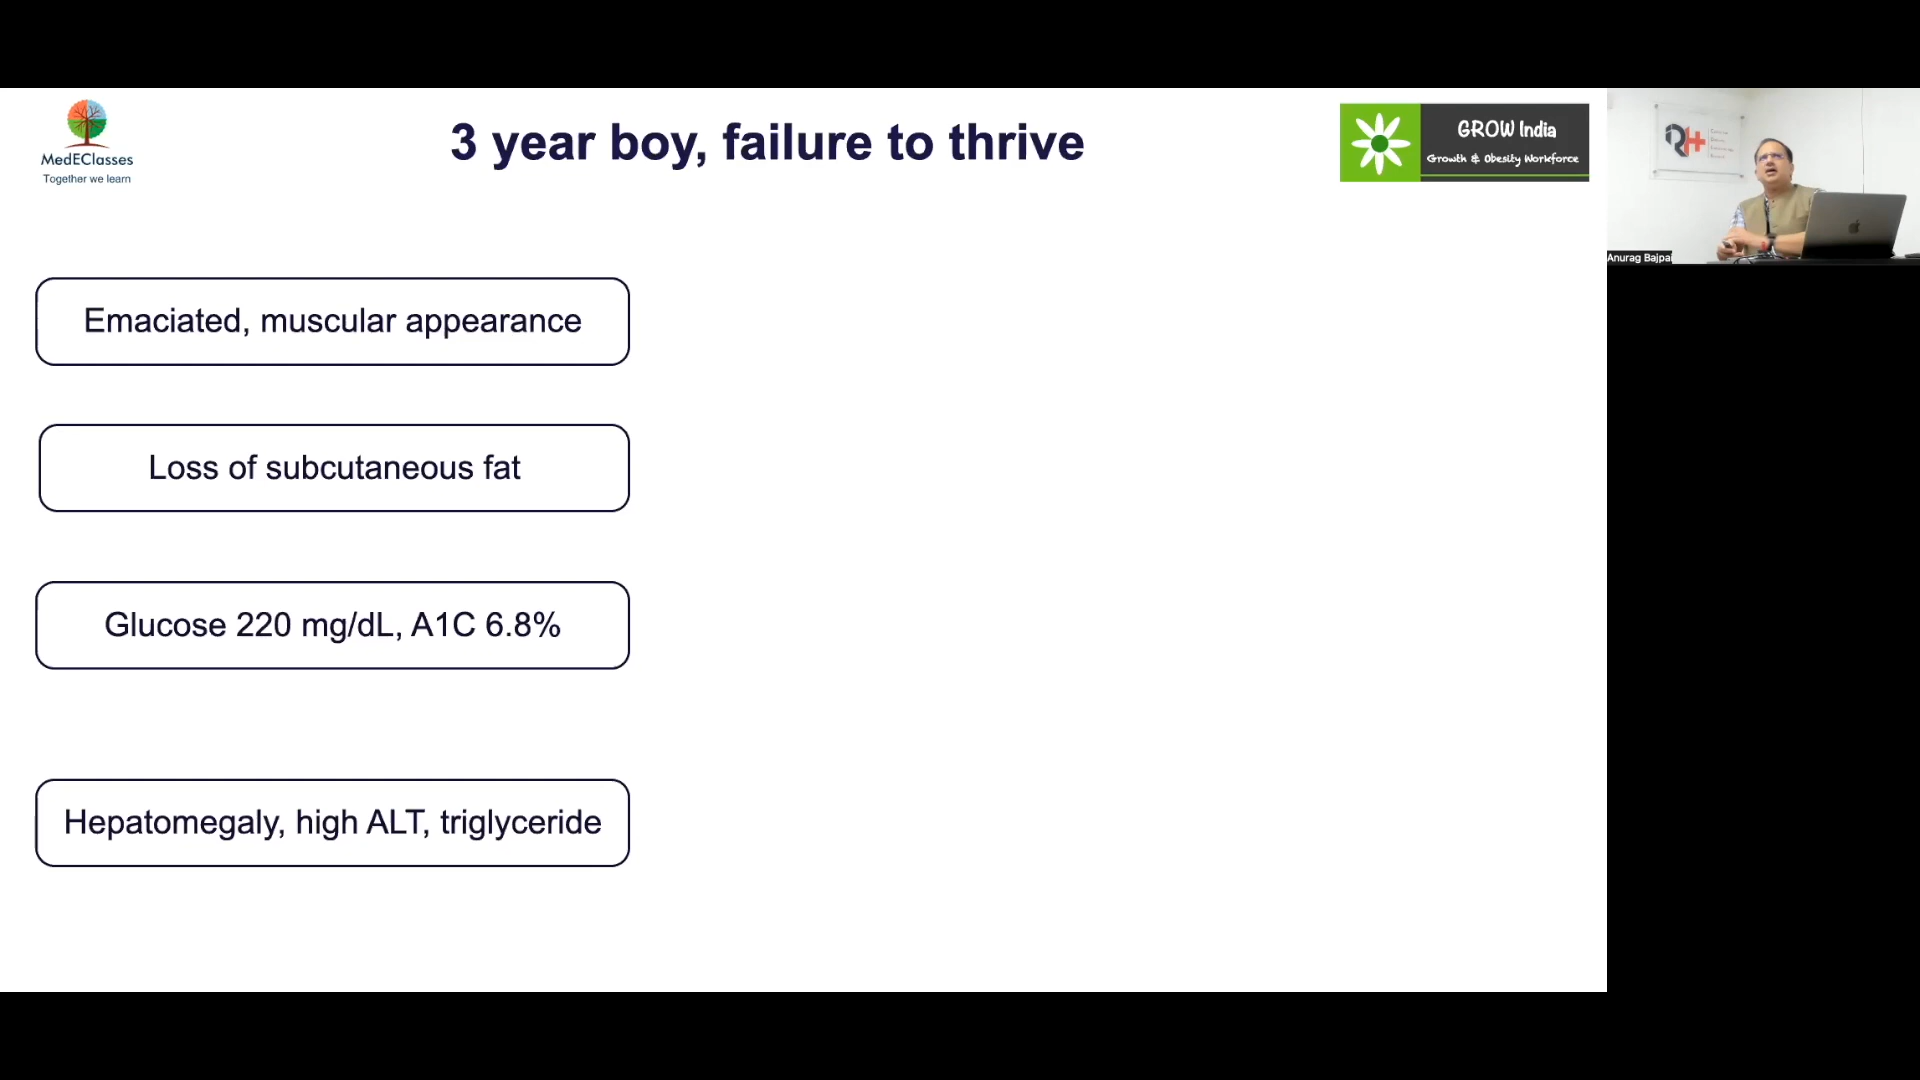 MedEClasses
Together we learn
3 year boy, failure to thrive
GROW India
Growth & Obesity Workforce
Emaciated, muscular appearance
Loss of subcutaneous fat
Glucose 220 mg/dL, A1C 6.8%
Hepatomegaly, high ALT, triglyceride
Anurag Bajpai